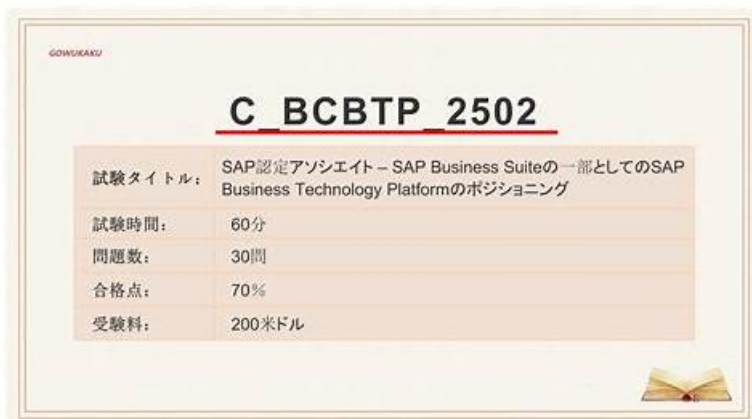 GOWUKAKU
C_BCBTP_2502
試験タイトル：
SAP認定アソシエイト – SAP Business Suiteの一部としてのSAP
Business Technology Platformのポジショニング
試験時間： 60分
問題数： 30問
合格点： 70%
受験料： 200米ドル